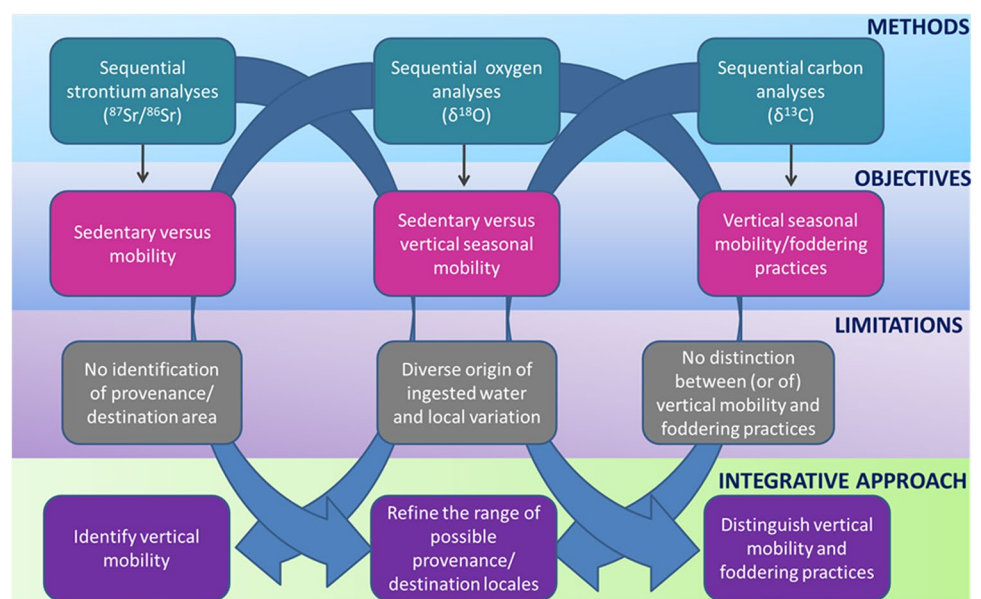 METHODS
Sequential
strontium analyses
(⁸⁷Sr/⁸⁶Sr)
Sequential oxygen
analyses
(δ¹⁸O)
Sequential carbon
analyses
(δ¹³C)
OBJECTIVES
Sedentary versus
mobility
Sedentary versus
vertical seasonal
mobility
Vertical seasonal
mobility/foddering
practices
LIMITATIONS
No identification
of provenance/
destination area
Diverse origin of
ingested water
and local variation
No distinction
between (or of)
vertical mobility and
foddering practices
INTEGRATIVE APPROACH
Identify vertical
mobility
Refine the range of
possible
provenance/
destination locales
Distinguish vertical
mobility and
foddering practices